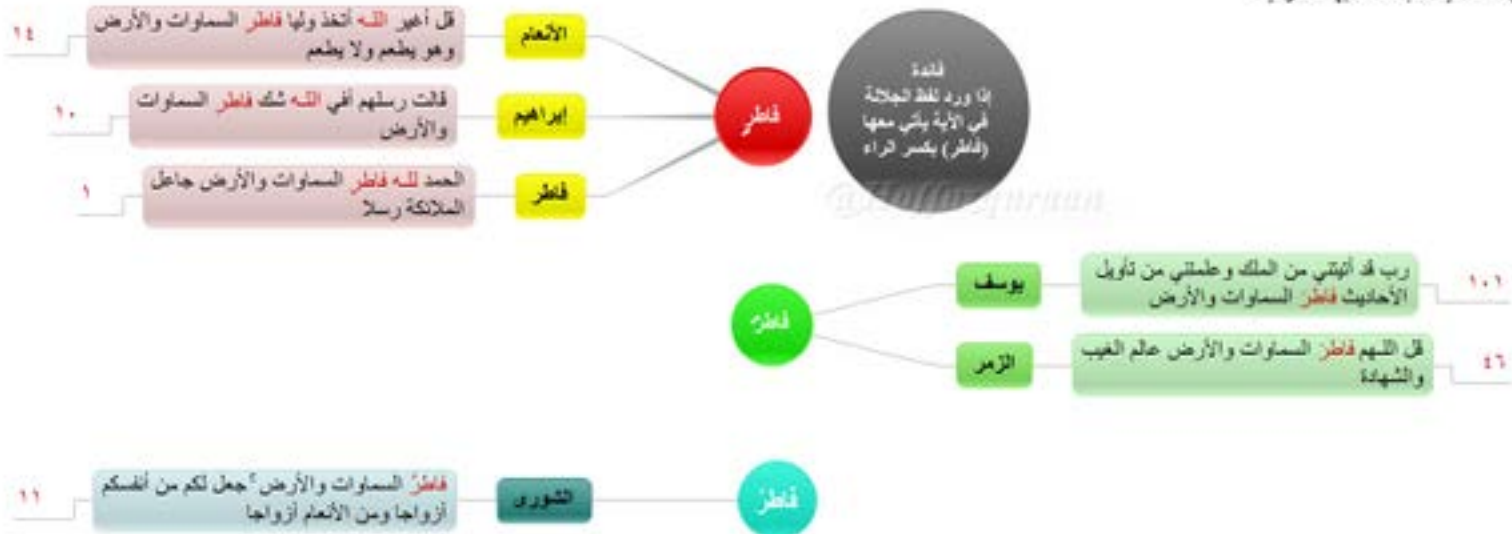 فائدة
إذا ورد لفظ الجلالة
في الآية يأتي معها
(فاطر) بكسر الراء
فاطرِ
الأنعام
قل أغير الله أتخذ وليا فاطر السماوات والأرض
وهو يطعم ولا يطعم
١٤
إبراهيم
قالت رسلهم أفي الله شك فاطر السماوات
والأرض
١٠
فاطر
الحمد لله فاطر السماوات والأرض جاعل
الملائكة رسلا
١
فاطرَ
يوسف
رب قد آتيتني من الملك وعلمتني من تأويل
الأحاديث فاطر السماوات والأرض
١٠١
الزمر
قل اللهم فاطر السماوات والأرض عالم الغيب
والشهادة
٤٦
فاطرُ
الشورى
فاطرُ السماوات والأرض ۚ جعل لكم من أنفسكم
أزواجا ومن الأنعام أزواجا
١١